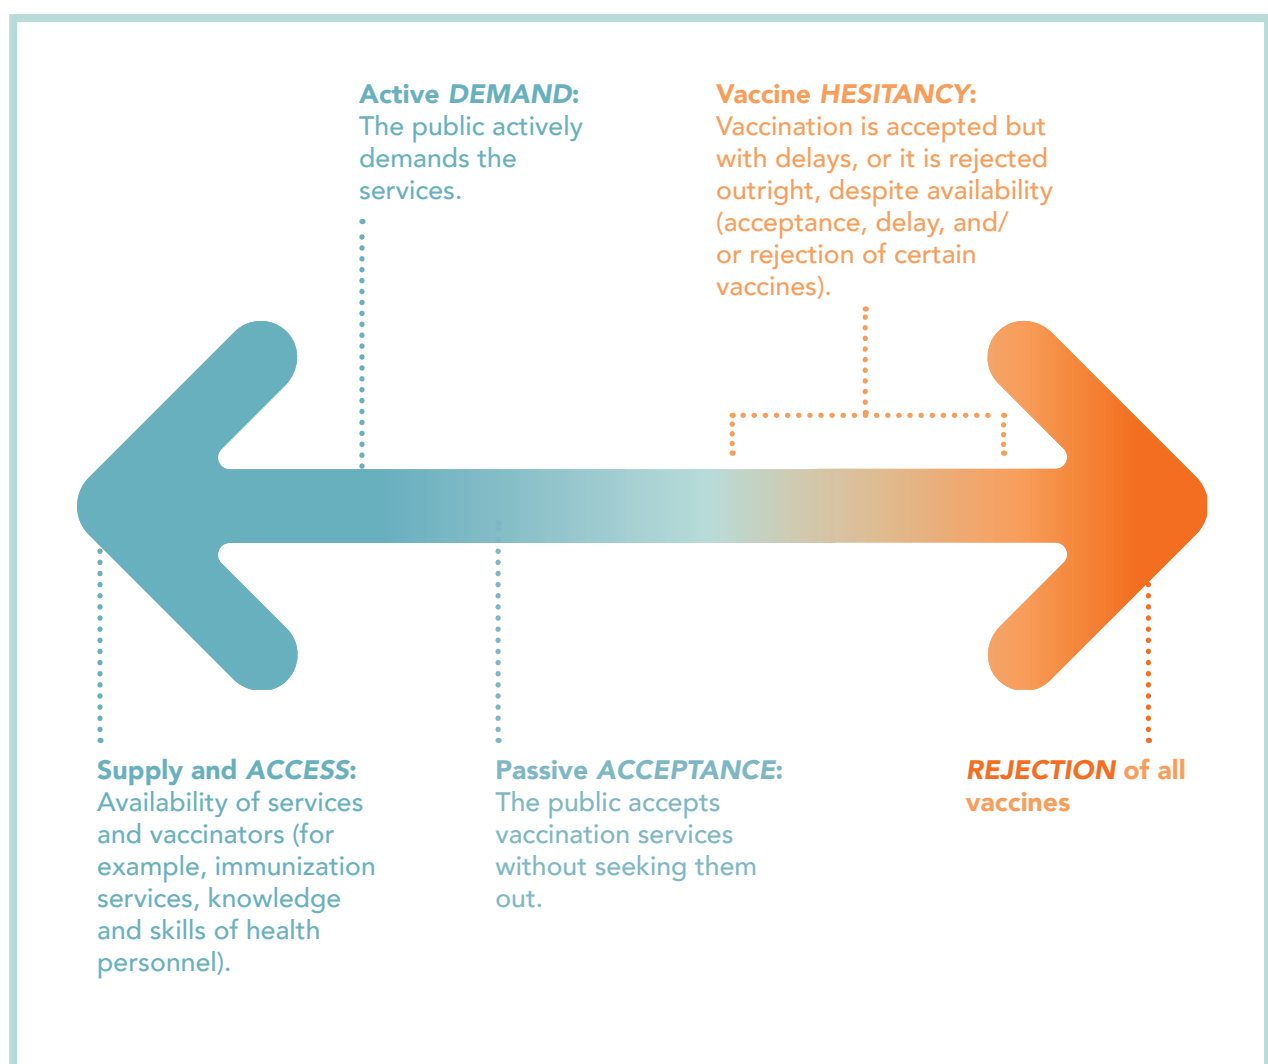 Active DEMAND:
The public actively
demands the
services.
Vaccine HESITANCY:
Vaccination is accepted but
with delays, or it is rejected
outright, despite availability
(acceptance, delay, and/
or rejection of certain
vaccines).
Supply and ACCESS:
Availability of services
and vaccinators (for
example, immunization
services, knowledge
and skills of health
personnel).
Passive ACCEPTANCE:
The public accepts
vaccination services
without seeking them
out.
REJECTION of all
vaccines